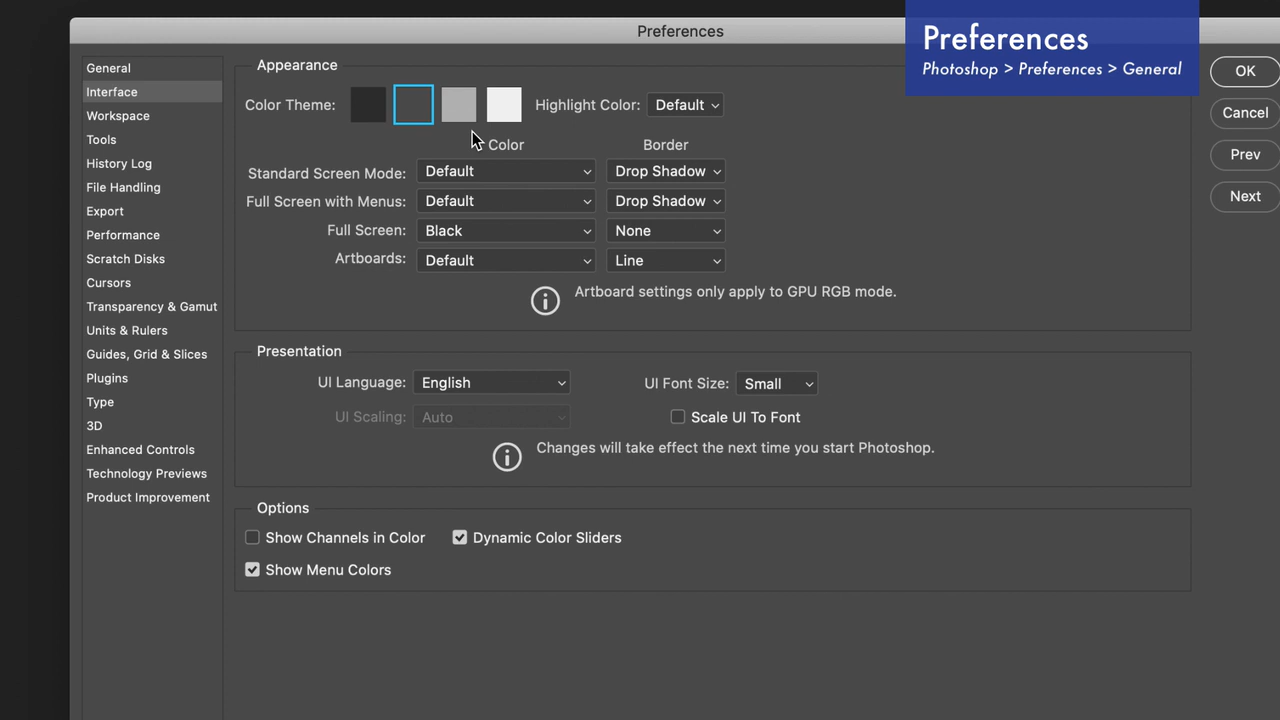 Preferences
Preferences
Photoshop > Preferences > General
General
Interface
Workspace
Tools
History Log
File Handling
Export
Performance
Scratch Disks
Cursors
Transparency & Gamut
Units & Rulers
Guides, Grid & Slices
Plugins
Type
3D
Enhanced Controls
Technology Previews
Product Improvement
Appearance
Color Theme: Highlight Color: Default
Color Border
Standard Screen Mode: Default Drop Shadow
Full Screen with Menus: Default Drop Shadow
Full Screen: Black None
Artboards: Default Line
Artboard settings only apply to GPU RGB mode.
Presentation
UI Language: English UI Font Size: Small
UI Scaling: Auto Scale UI To Font
Changes will take effect the next time you start Photoshop.
Options
Show Channels in Color Dynamic Color Sliders
Show Menu Colors
OK
Cancel
Prev
Next